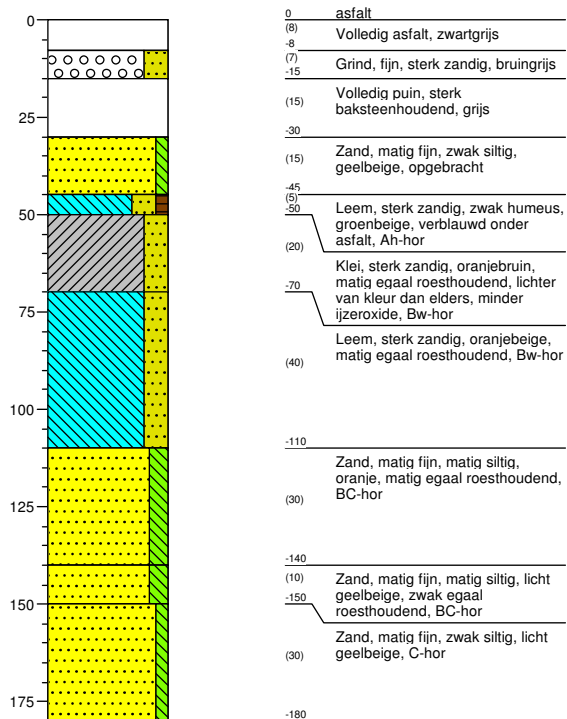 0 asfalt
0
(8) Volledig asfalt, zwartgrijs
-8
(7) Grind, fijn, sterk zandig, bruingrijs
-15
Volledig puin, sterk
(15) baksteenhoudend, grijs
25
-30
Zand, matig fijn, zwak siltig,
(15) geelbeige, opgebracht
-45
(5)
50
-50 Leem, sterk zandig, zwak humeus,
groenbeige, verblauwd onder
(20) asfalt, Ah-hor
Klei, sterk zandig, oranjebruin,
-70 matig egaal roesthoudend, lichter
75
van kleur dan elders, minder
ijzeroxide, Bw-hor
Leem, sterk zandig, oranjebeige,
matig egaal roesthoudend, Bw-hor
(40)
100
-110
Zand, matig fijn, matig siltig,
oranje, matig egaal roesthoudend,
(30) BC-hor
125
-140
(10) Zand, matig fijn, matig siltig, licht
-150 geelbeige, zwak egaal
150
roesthoudend, BC-hor
Zand, matig fijn, zwak siltig, licht
(30) geelbeige, C-hor
175
-180